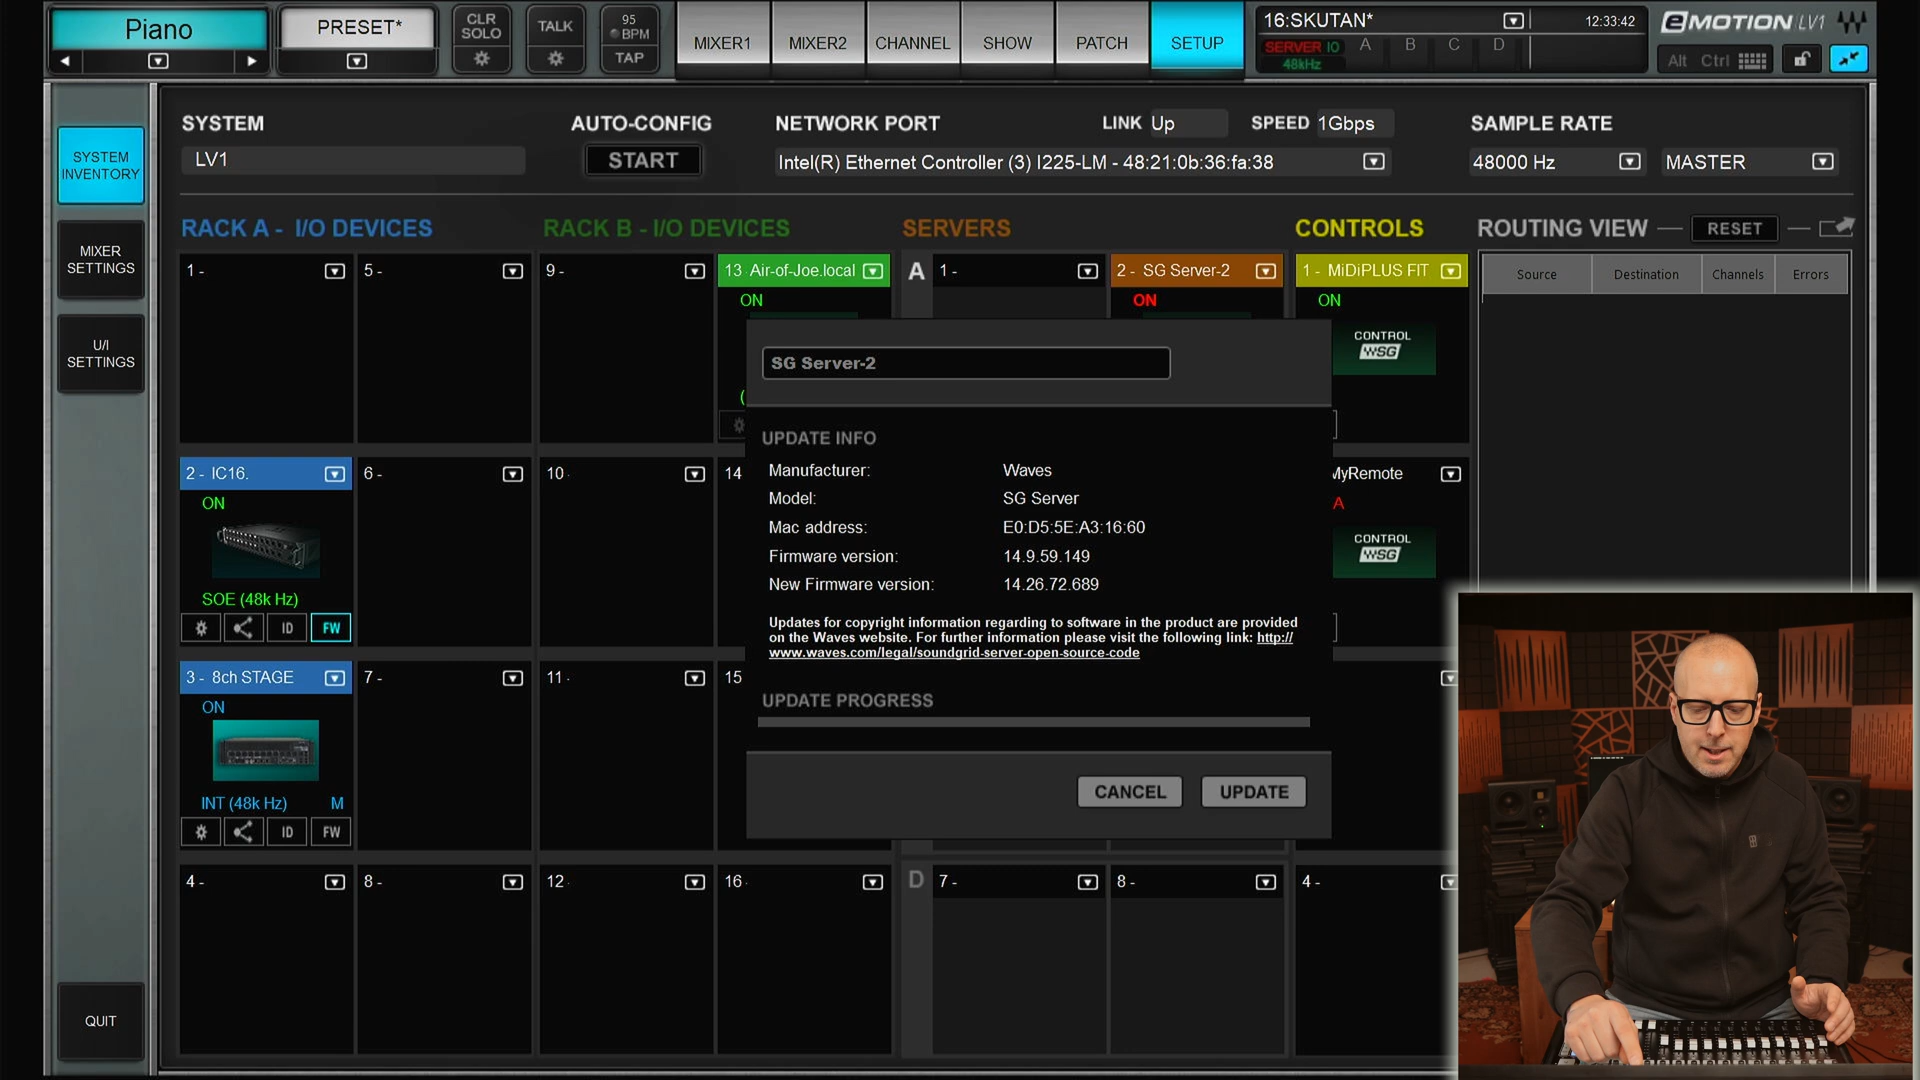 Piano
PRESET*
CLR
SOLO
TALK
95
BPM
TAP
MIXER1
MIXER2
CHANNEL
SHOW
PATCH
SETUP
16:SKUTAN*
12:33:42
SERVER IO
48kHz
A B C D
eMOTION LV1
Alt Ctrl
SYSTEM
INVENTORY
MIXER
SETTINGS
U/I
SETTINGS
QUIT
SYSTEM
LV1
AUTO-CONFIG
START
NETWORK PORT
LINK Up
SPEED 1Gbps
Intel(R) Ethernet Controller (3) I225-LM - 48:21:0b:36:fa:38
SAMPLE RATE
48000 Hz
MASTER
RACK A - I/O DEVICES
RACK B - I/O DEVICES
SERVERS
CONTROLS
ROUTING VIEW
RESET
Source Destination Channels Errors
1 -
5 -
9 -
13 Air-of-Joe.local
ON
A
1 -
2 - SG Server-2
ON
1 - MiDiPLUS FIT
ON
CONTROL
WSG
2 - IC16.
ON
SOE (48k Hz)
ID
FW
6 -
10
14
MyRemote
A
CONTROL
WSG
3 - 8ch STAGE
ON
INT (48k Hz) M
ID
FW
7 -
11
15
4 -
8 -
12
16
D
7 -
8 -
4 -
SG Server-2
UPDATE INFO
Manufacturer: Waves
Model: SG Server
Mac address: E0:D5:5E:A3:16:60
Firmware version: 14.9.59.149
New Firmware version: 14.26.72.689
Updates for copyright information regarding to software in the product are provided
on the Waves website. For further information please visit the following link: http://
www.waves.com/legal/soundgrid-server-open-source-code
UPDATE PROGRESS
CANCEL
UPDATE